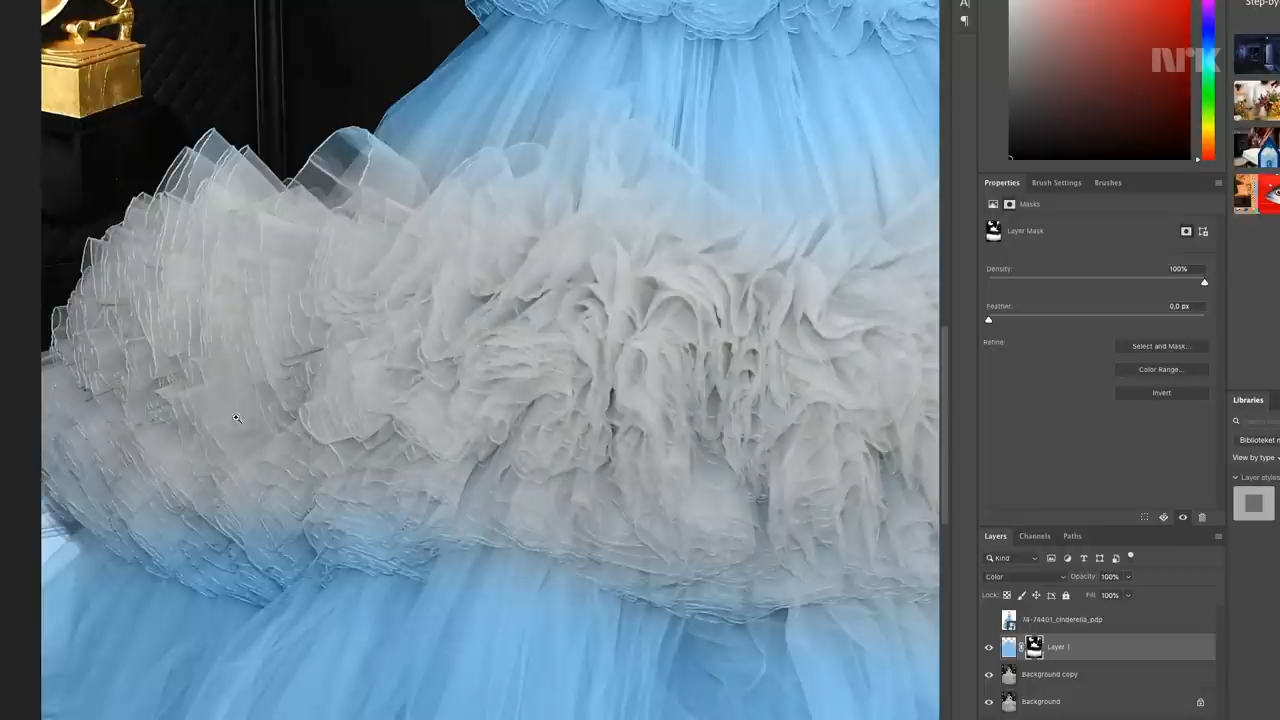 A|
¶
Step-by
NRK
Properties Brush Settings Brushes
Masks
Layer Mask
Density: 100%
Feather: 0,0 px
Refine: Select and Mask...
Color Range...
Invert
Libraries
Biblioteket
View by type
Layer styles
Layers Channels Paths
Kind
Color Opacity: 100%
Lock: Fill: 100%
74-74401_cinderella_pdp
Layer 1
Background copy
Background